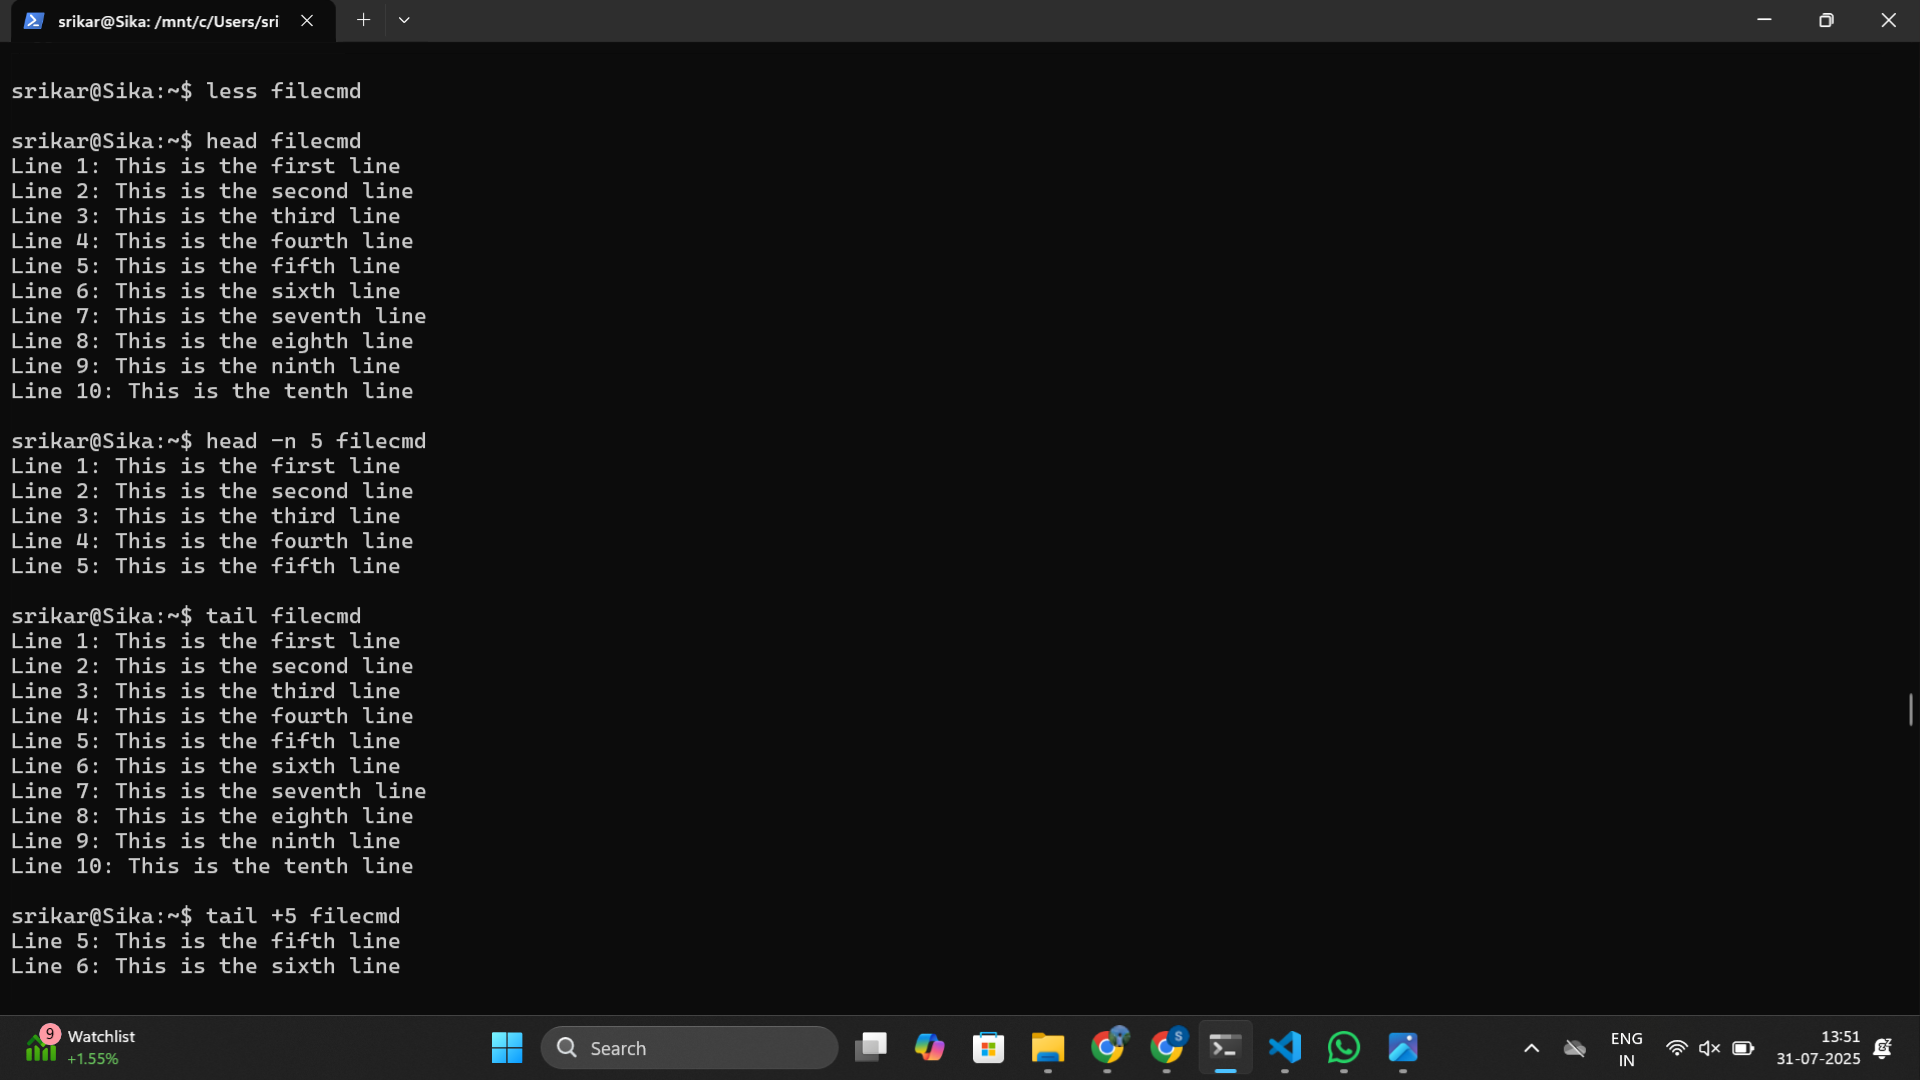 srikar@Sika: /mnt/c/Users/sri
srikar@Sika:~$ less filecmd
srikar@Sika:~$ head filecmd
Line 1: This is the first line
Line 2: This is the second line
Line 3: This is the third line
Line 4: This is the fourth line
Line 5: This is the fifth line
Line 6: This is the sixth line
Line 7: This is the seventh line
Line 8: This is the eighth line
Line 9: This is the ninth line
Line 10: This is the tenth line
srikar@Sika:~$ head -n 5 filecmd
Line 1: This is the first line
Line 2: This is the second line
Line 3: This is the third line
Line 4: This is the fourth line
Line 5: This is the fifth line
srikar@Sika:~$ tail filecmd
Line 1: This is the first line
Line 2: This is the second line
Line 3: This is the third line
Line 4: This is the fourth line
Line 5: This is the fifth line
Line 6: This is the sixth line
Line 7: This is the seventh line
Line 8: This is the eighth line
Line 9: This is the ninth line
Line 10: This is the tenth line
srikar@Sika:~$ tail +5 filecmd
Line 5: This is the fifth line
Line 6: This is the sixth line
9
Watchlist
+1.55%
Search
S
ENG
IN
13:51
31-07-2025